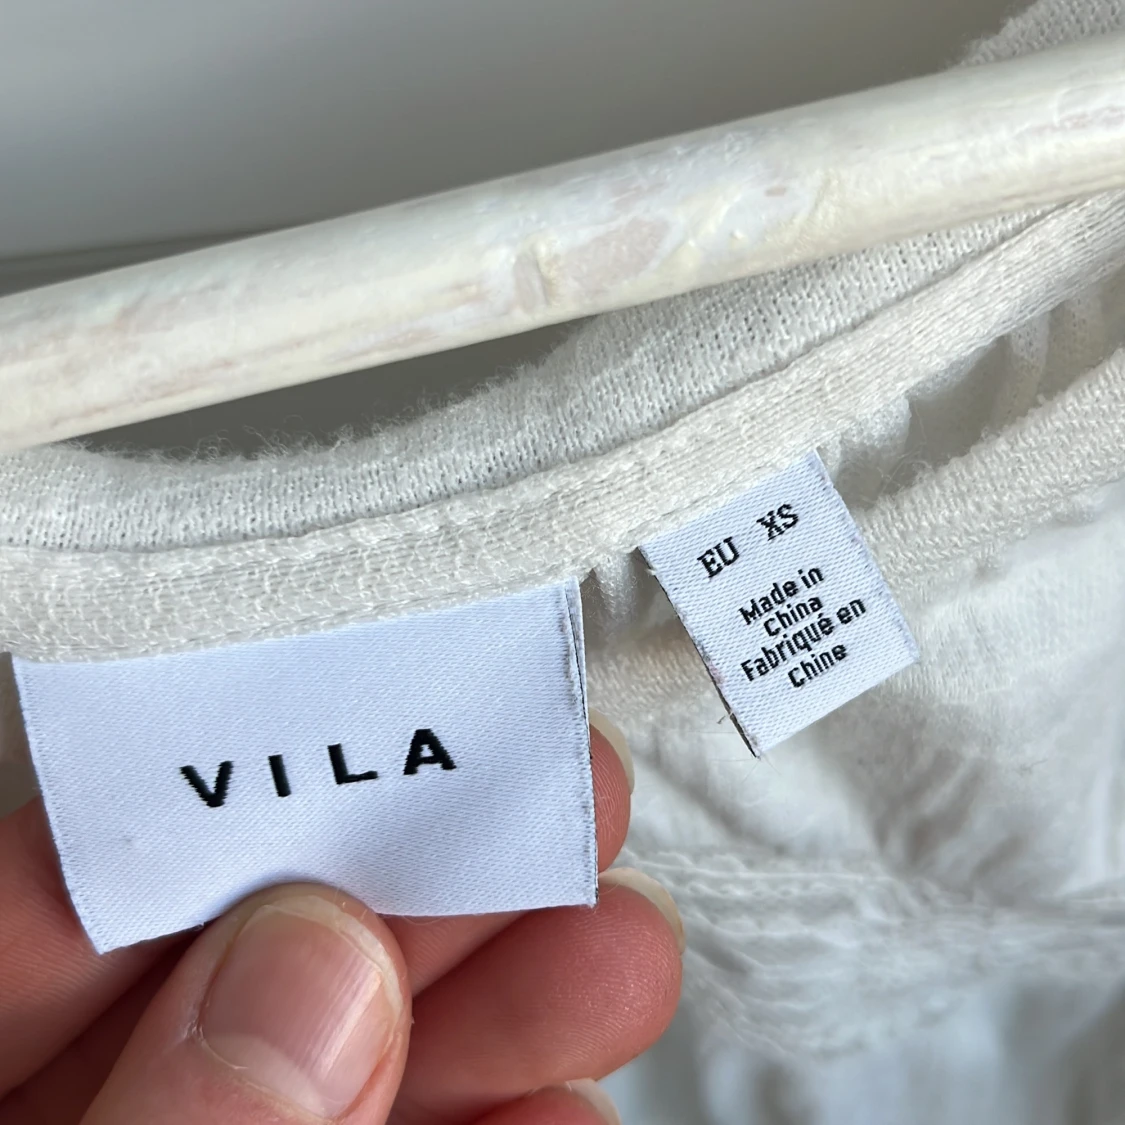 VILA
EU XS
Made in
China
Fabriqué en
Chine